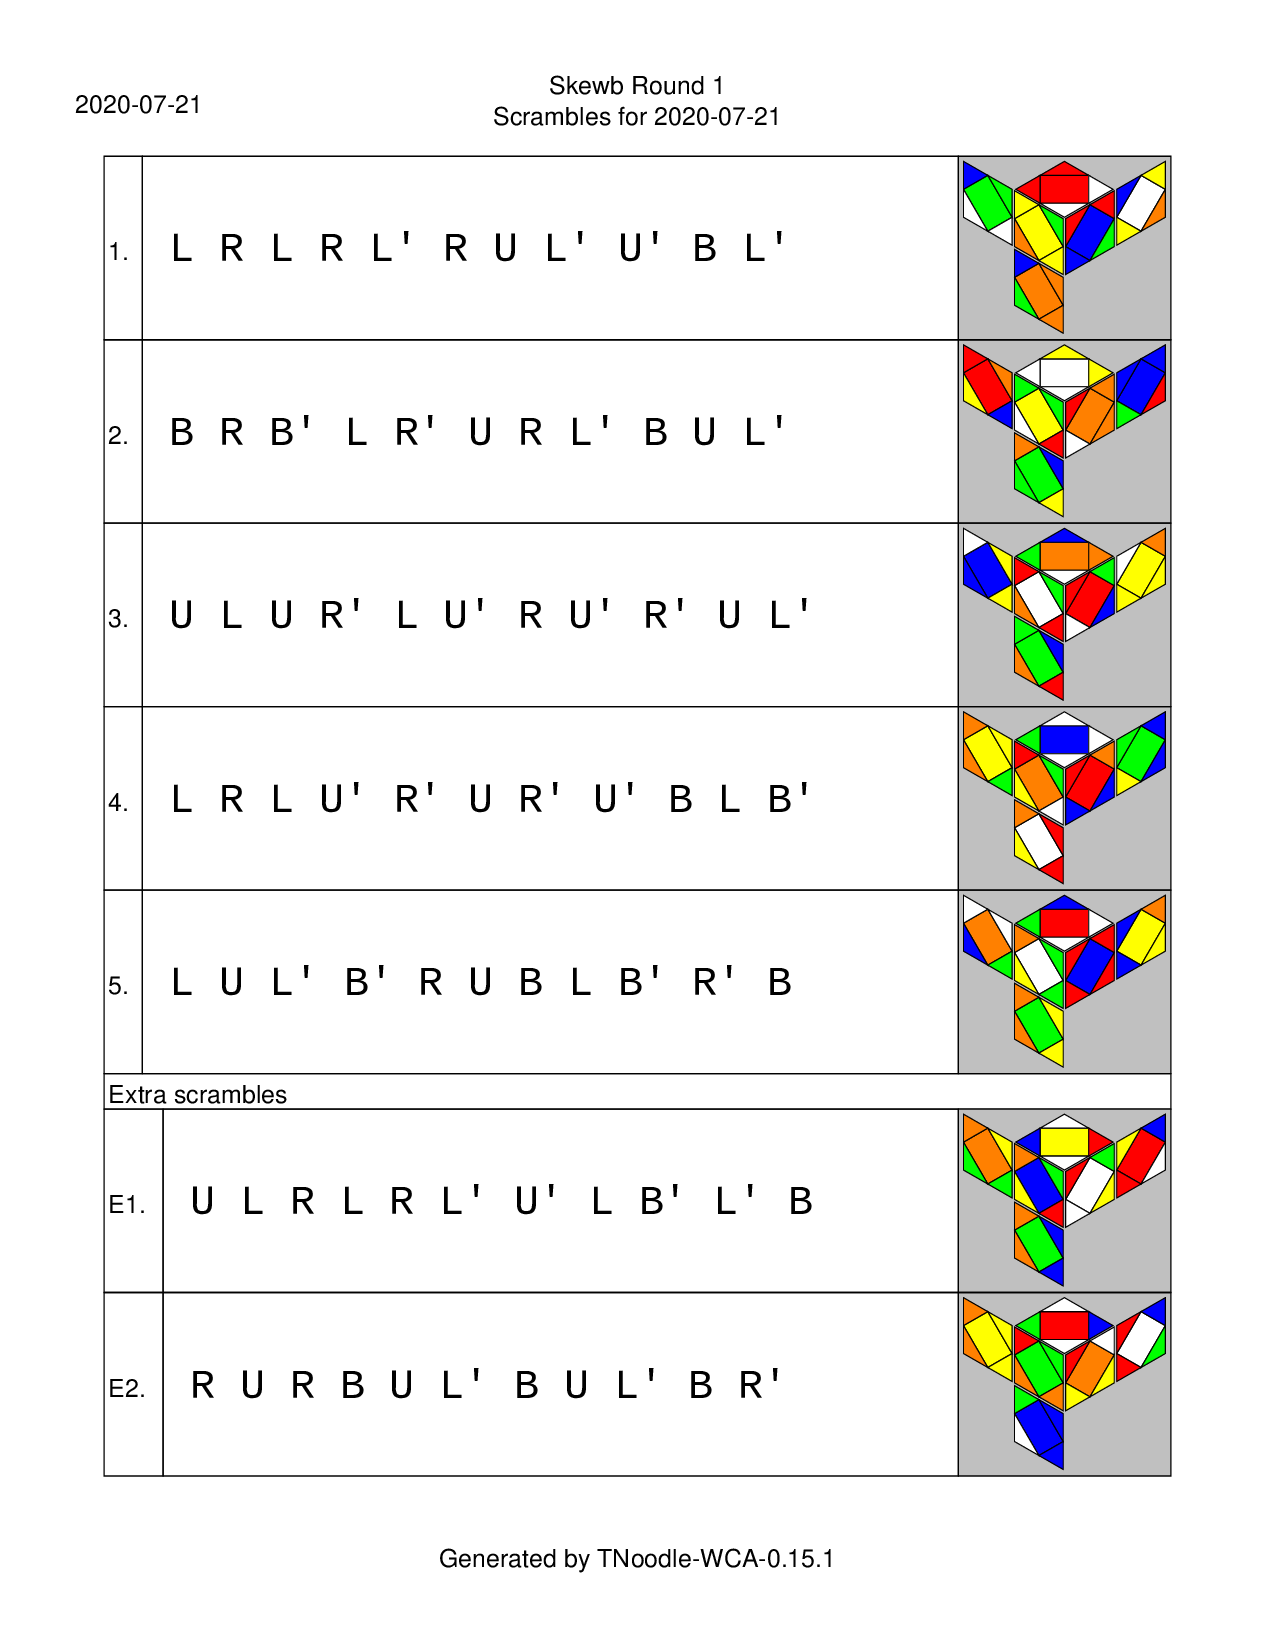 2020-07-21
Skewb Round 1
Scrambles for 2020-07-21
1. L R L R L' R U L' U' B L'
2. B R B' L R' U R L' B U L'
3. U L U R' L U' R U' R' U L'
4. L R L U' R' U R' U' B L B'
5. L U L' B' R U B L B' R' B
Extra scrambles
E1. U L R L R L' U' L B' L' B
E2. R U R B U L' B U L' B R'
Generated by TNoodle-WCA-0.15.1